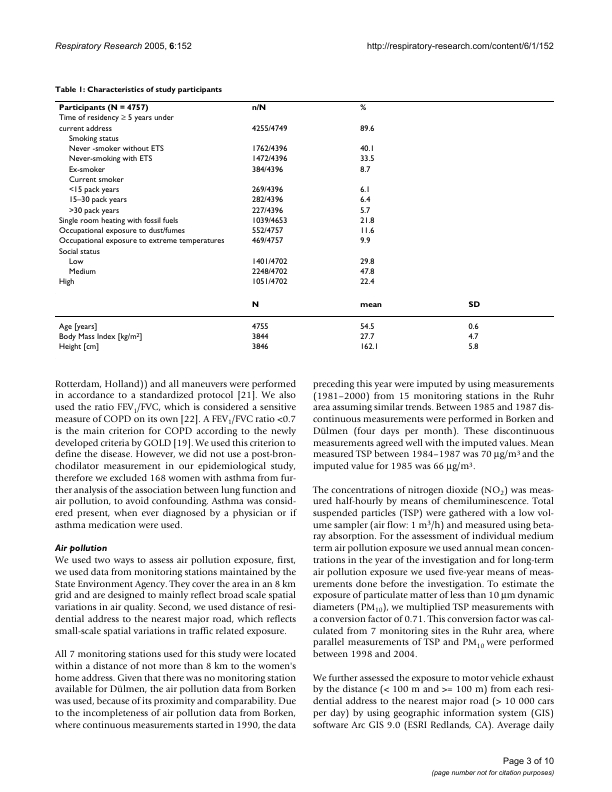 Respiratory Research 2005, 6:152
http://respiratory-research.com/content/6/1/152
Table 1: Characteristics of study participants
Participants (N = 4757) n/N %
Time of residency ≥ 5 years under
current address 4255/4749 89.6
Smoking status
Never -smoker without ETS 1762/4396 40.1
Never-smoking with ETS 1472/4396 33.5
Ex-smoker 384/4396 8.7
Current smoker
<15 pack years 269/4396 6.1
15–30 pack years 282/4396 6.4
>30 pack years 227/4396 5.7
Single room heating with fossil fuels 1039/4653 21.8
Occupational exposure to dust/fumes 552/4757 11.6
Occupational exposure to extreme temperatures 469/4757 9.9
Social status
Low 1401/4702 29.8
Medium 2248/4702 47.8
High 1051/4702 22.4
N mean SD
Age [years] 4755 54.5 0.6
Body Mass Index [kg/m²] 3844 27.7 4.7
Height [cm] 3846 162.1 5.8
Rotterdam, Holland)) and all maneuvers were performed
in accordance to a standardized protocol [21]. We also
used the ratio FEV₁/FVC, which is considered a sensitive
measure of COPD on its own [22]. A FEV₁/FVC ratio <0.7
is the main criterion for COPD according to the newly
developed criteria by GOLD [19]. We used this criterion to
define the disease. However, we did not use a post-bron-
chodilator measurement in our epidemiological study,
therefore we excluded 168 women with asthma from fur-
ther analysis of the association between lung function and
air pollution, to avoid confounding. Asthma was consid-
ered present, when ever diagnosed by a physician or if
asthma medication were used.
Air pollution
We used two ways to assess air pollution exposure, first,
we used data from monitoring stations maintained by the
State Environment Agency. They cover the area in an 8 km
grid and are designed to mainly reflect broad scale spatial
variations in air quality. Second, we used distance of resi-
dential address to the nearest major road, which reflects
small-scale spatial variations in traffic related exposure.
All 7 monitoring stations used for this study were located
within a distance of not more than 8 km to the women's
home address. Given that there was no monitoring station
available for Dülmen, the air pollution data from Borken
was used, because of its proximity and comparability. Due
to the incompleteness of air pollution data from Borken,
where continuous measurements started in 1990, the data
preceding this year were imputed by using measurements
(1981–2000) from 15 monitoring stations in the Ruhr
area assuming similar trends. Between 1985 and 1987 dis-
continuous measurements were performed in Borken and
Dülmen (four days per month). These discontinuous
measurements agreed well with the imputed values. Mean
measured TSP between 1984–1987 was 70 μg/m³ and the
imputed value for 1985 was 66 μg/m³.
The concentrations of nitrogen dioxide (NO₂) was meas-
ured half-hourly by means of chemiluminescence. Total
suspended particles (TSP) were gathered with a low vol-
ume sampler (air flow: 1 m³/h) and measured using beta-
ray absorption. For the assessment of individual medium
term air pollution exposure we used annual mean concen-
trations in the year of the investigation and for long-term
air pollution exposure we used five-year means of meas-
urements done before the investigation. To estimate the
exposure of particulate matter of less than 10 μm dynamic
diameters (PM₁₀), we multiplied TSP measurements with
a conversion factor of 0.71. This conversion factor was cal-
culated from 7 monitoring sites in the Ruhr area, where
parallel measurements of TSP and PM₁₀ were performed
between 1998 and 2004.
We further assessed the exposure to motor vehicle exhaust
by the distance (< 100 m and >= 100 m) from each resi-
dential address to the nearest major road (> 10 000 cars
per day) by using geographic information system (GIS)
software Arc GIS 9.0 (ESRI Redlands, CA). Average daily
Page 3 of 10
(page number not for citation purposes)